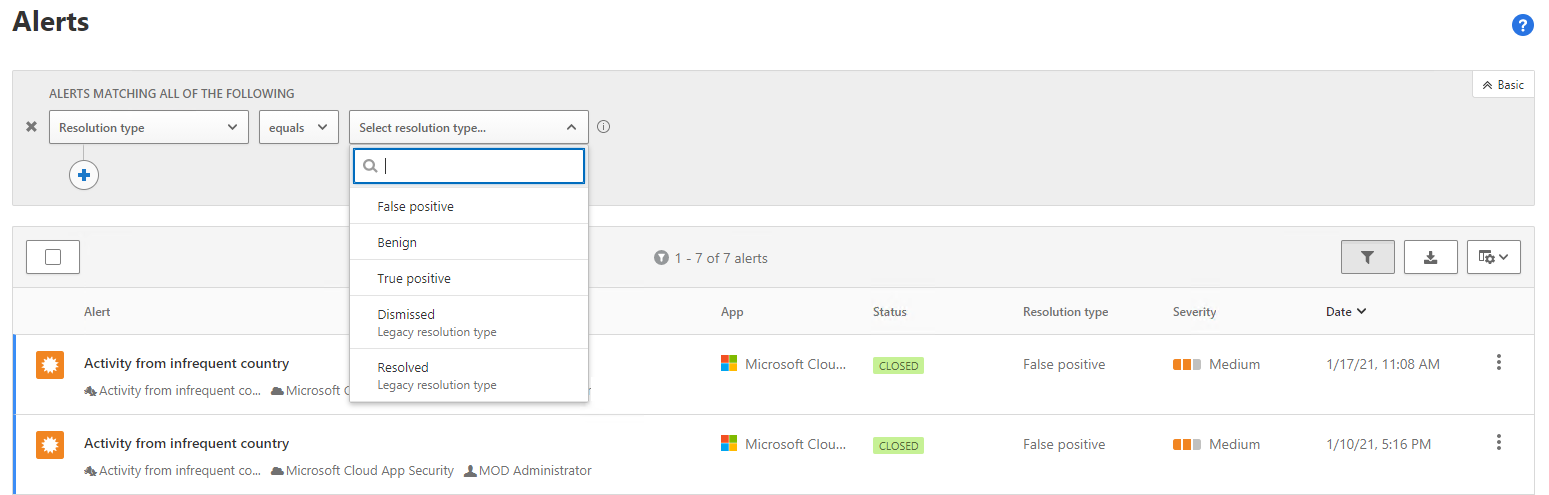 Alerts
?
Basic
ALERTS MATCHING ALL OF THE FOLLOWING
Resolution type equals Select resolution type...
False positive
Benign
True positive
Dismissed
Legacy resolution type
Resolved
Legacy resolution type
1 - 7 of 7 alerts
Alert App Status Resolution type Severity Date
Activity from infrequent country Microsoft Clou... CLOSED False positive Medium 1/17/21, 11:08 AM
Activity from infrequent co... Microsoft C
Activity from infrequent country Microsoft Clou... CLOSED False positive Medium 1/10/21, 5:16 PM
Activity from infrequent co... Microsoft Cloud App Security MOD Administrator